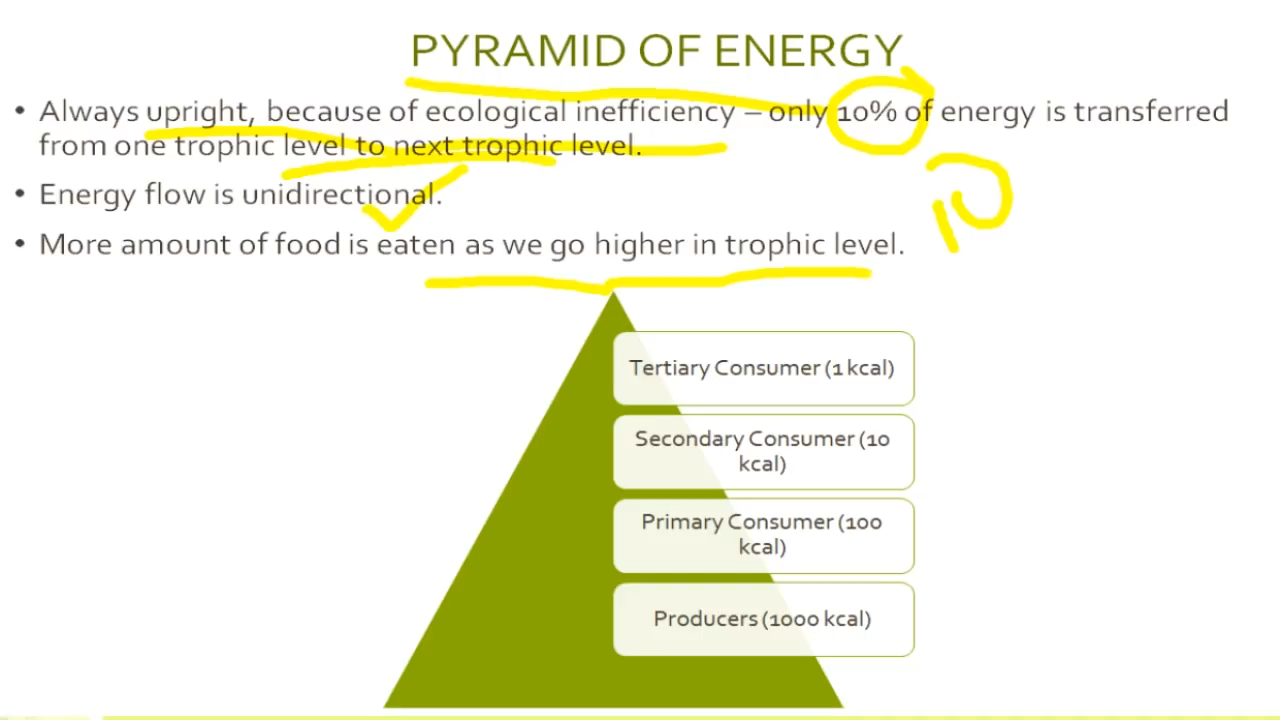 PYRAMID OF ENERGY
• Always upright, because of ecological inefficiency – only 10% of energy is transferred
from one trophic level to next trophic level.
• Energy flow is unidirectional.
• More amount of food is eaten as we go higher in trophic level.
10
Tertiary Consumer (1 kcal)
Secondary Consumer (10
kcal)
Primary Consumer (100
kcal)
Producers (1000 kcal)